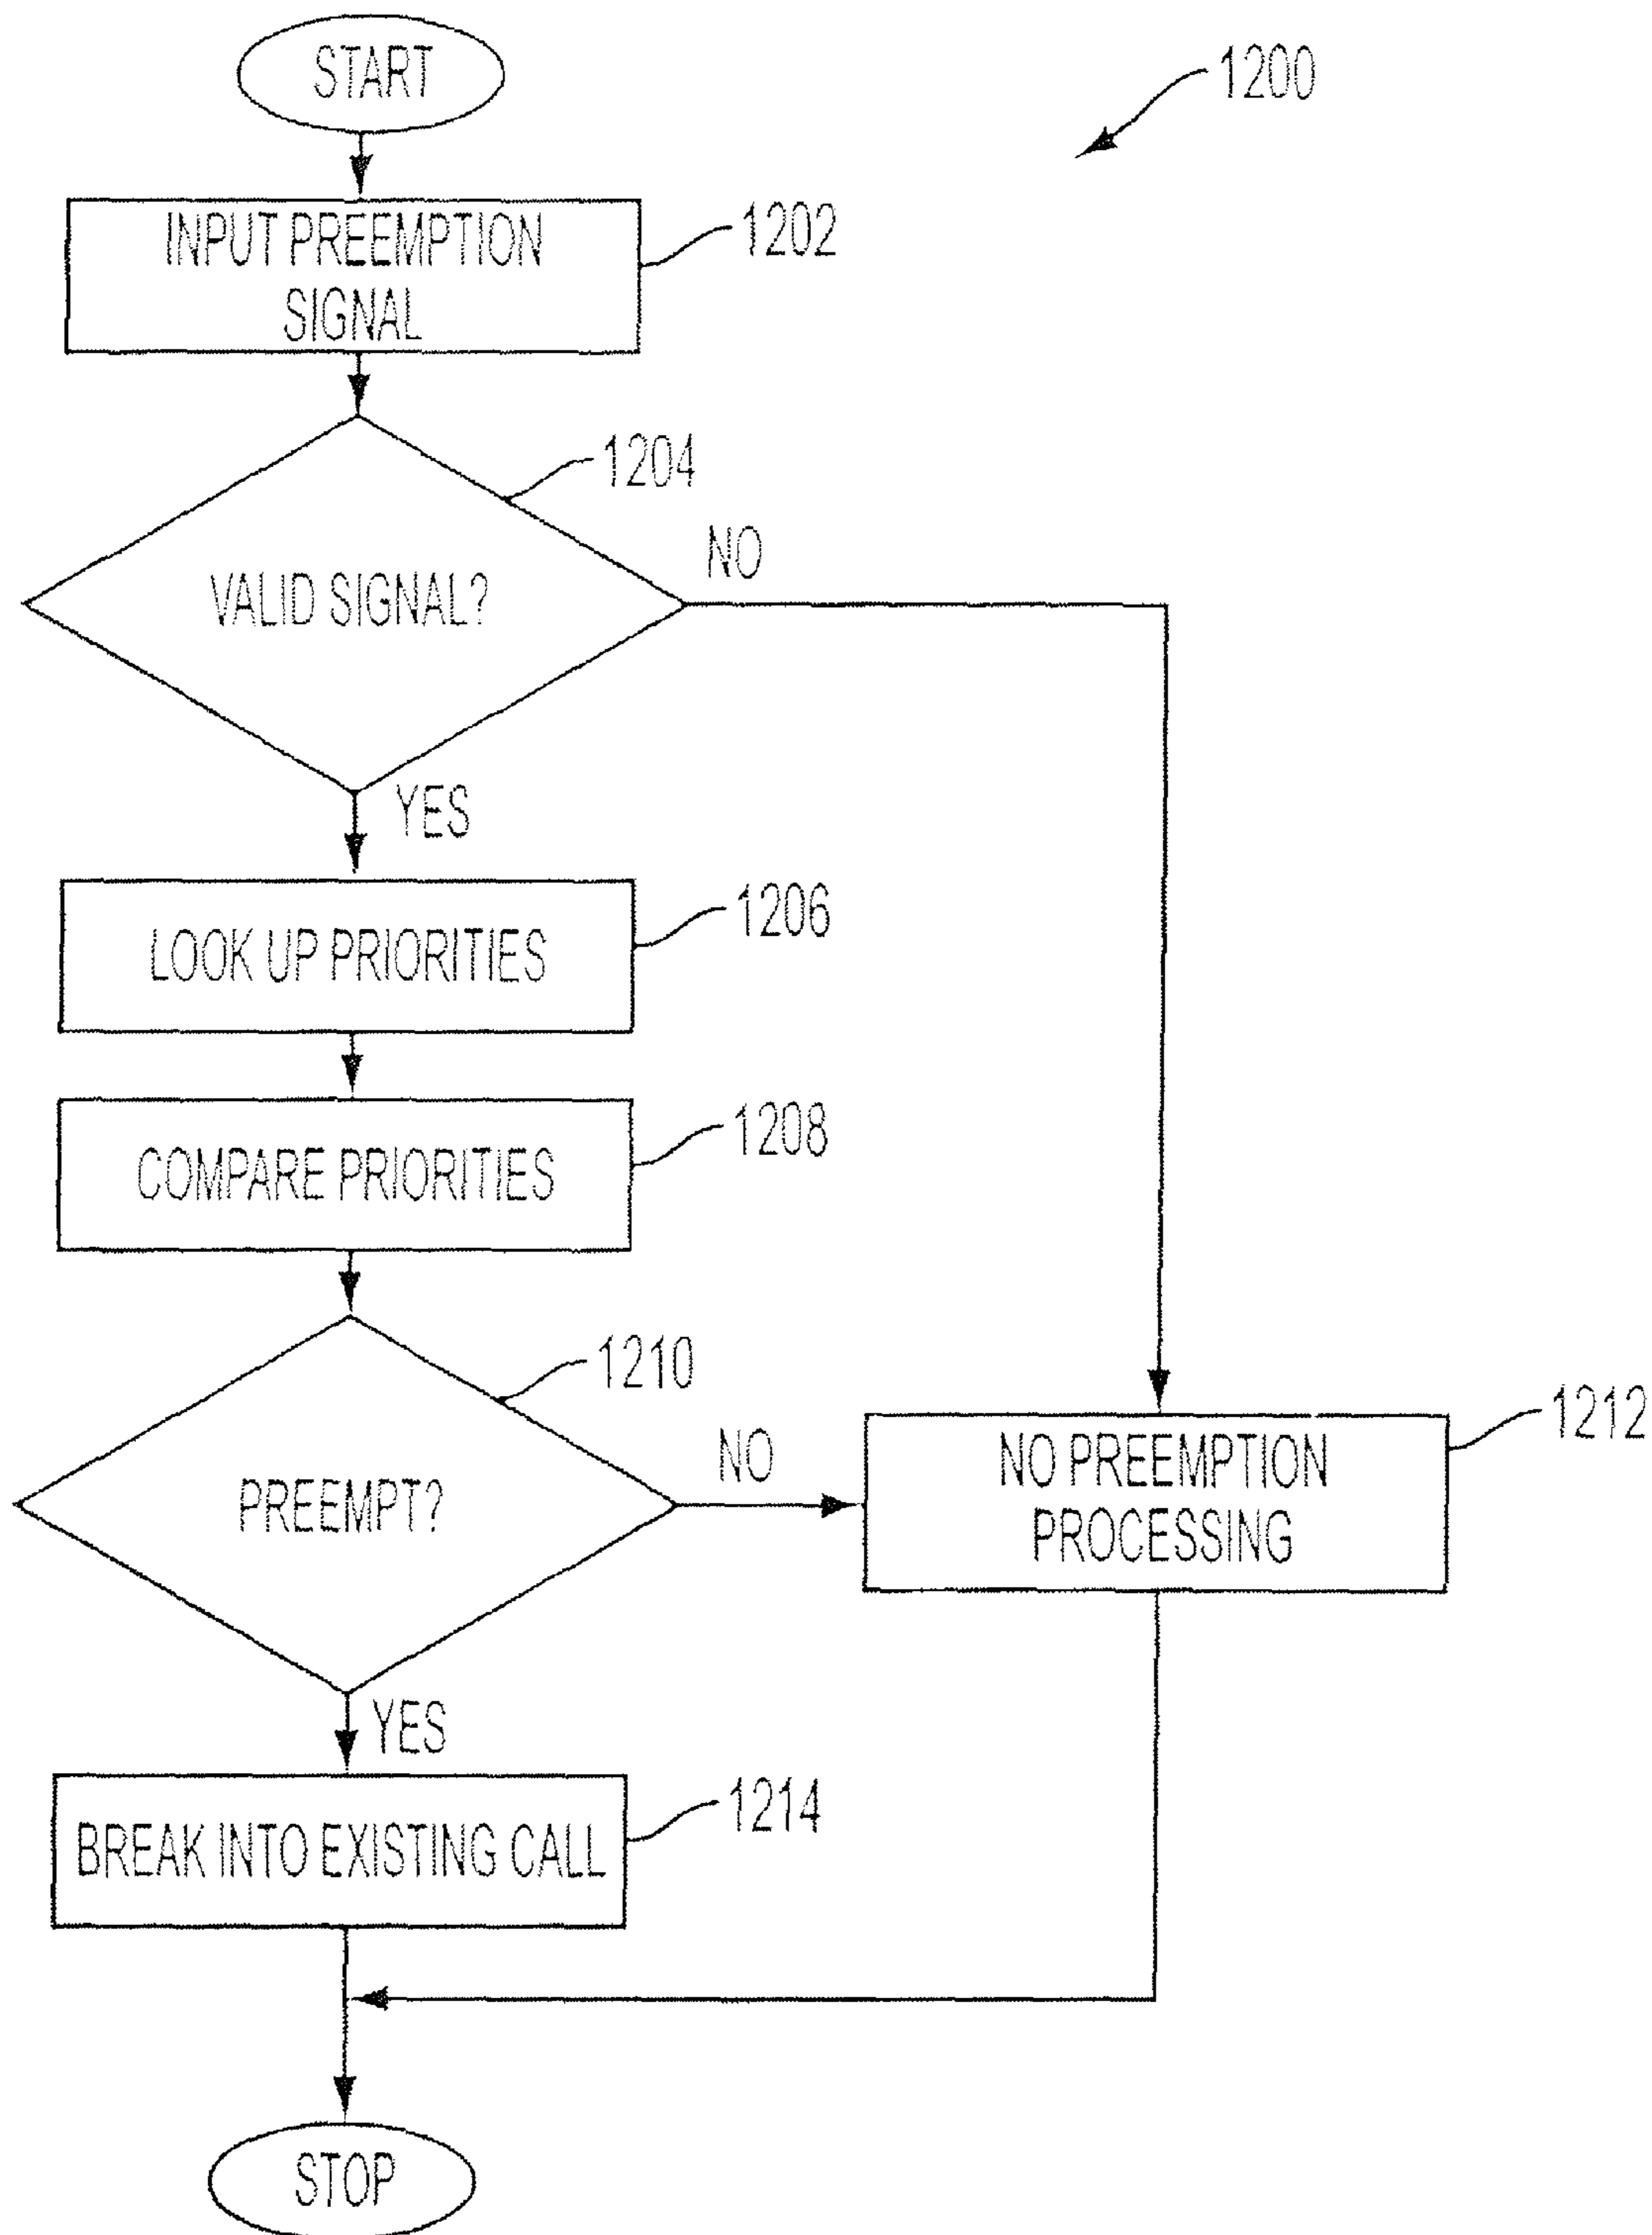 START
1200
INPUT PREEMPTION
SIGNAL
1202
1204
VALID SIGNAL?
NO
YES
LOOK UP PRIORITIES
1206
COMPARE PRIORITIES
1208
1210
PREEMPT?
NO
NO PREEMPTION
PROCESSING
1212
YES
BREAK INTO EXISTING CALL
1214
STOP